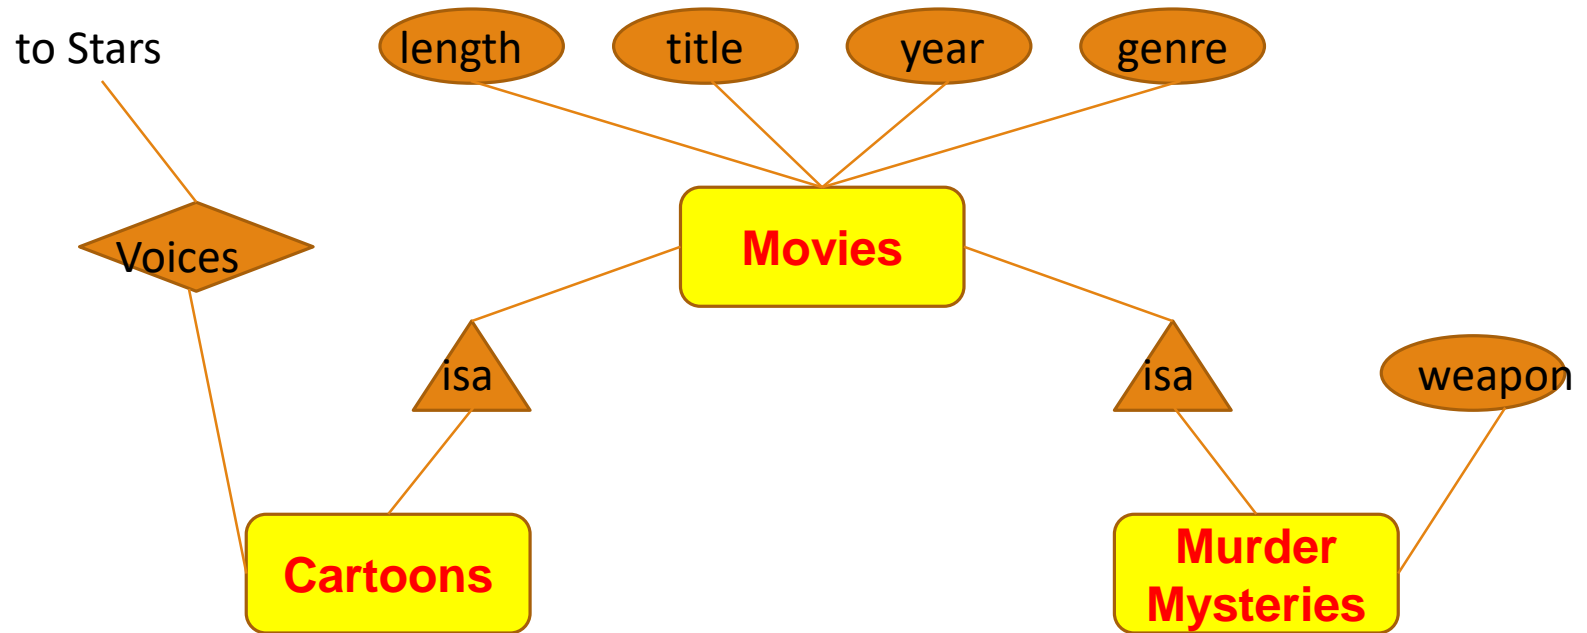 to Stars
length
title
year
genre
Voices
Movies
isa
isa
weapon
Cartoons
Murder
Mysteries